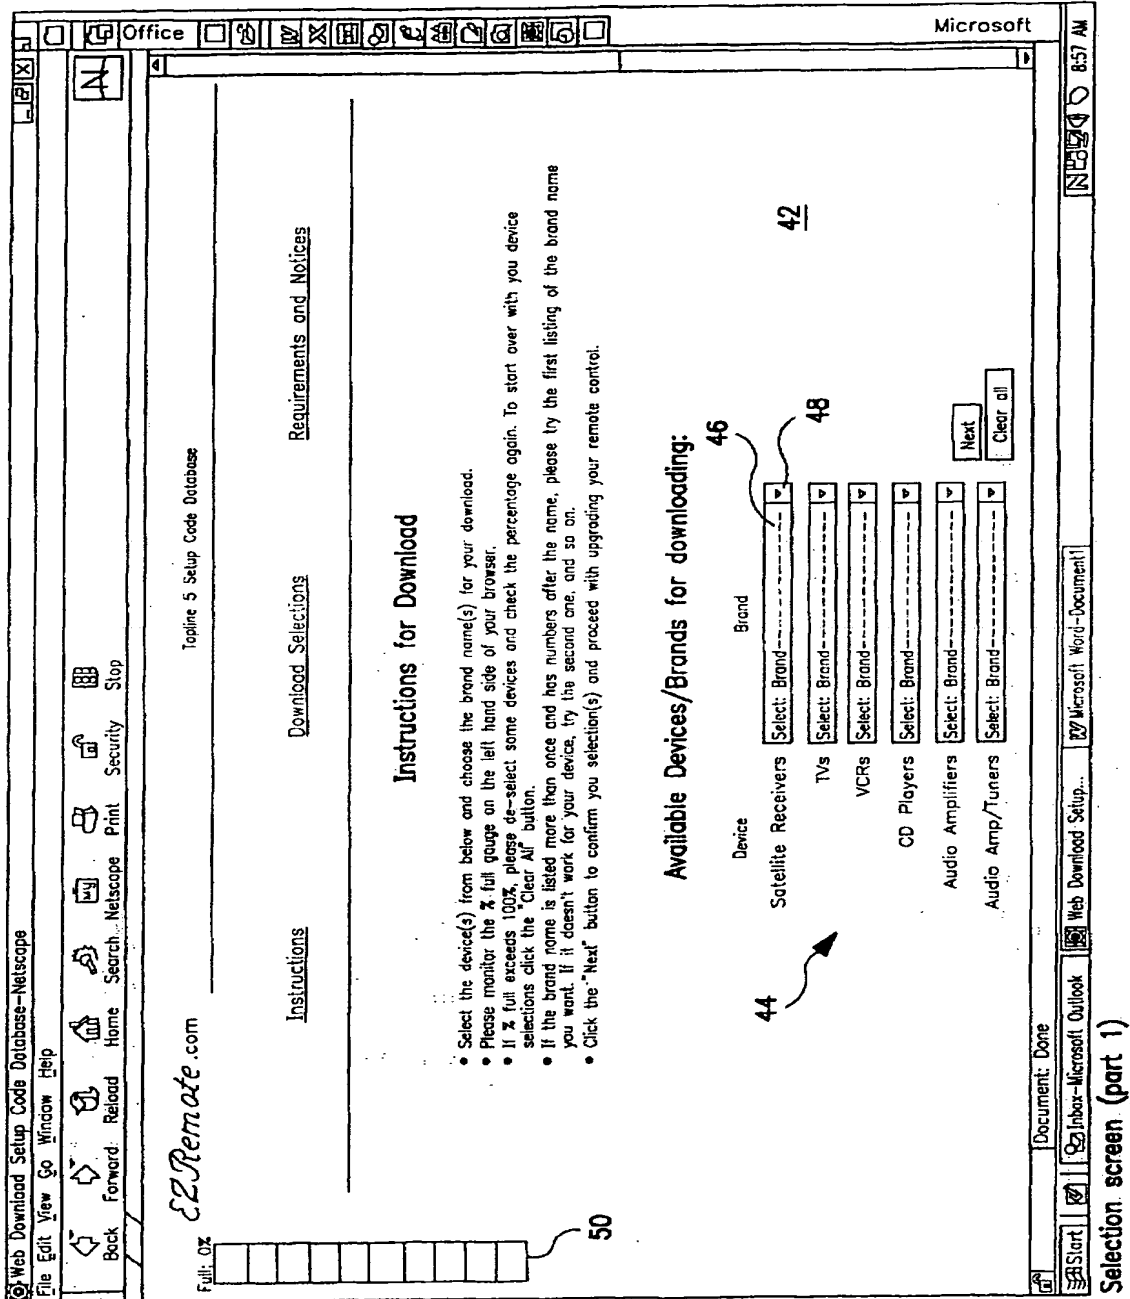 Web Download Setup Code Database-Netscape
File Edit View Go Window Help
Back Forward Reload Home Search Netscape Print Security Stop
My
N
Office
Microsoft
Full: 0%
EZRemote.com
Topline 5 Setup Code Database
Instructions Download Selections Requirements and Notices
Instructions for Download
• Select the device(s) from below and choose the brand name(s) for your download.
• Please monitor the % full gauge on the left hand side of your browser.
• If % full exceeds 100%, please de-select some devices and check the percentage again. To start over with you device
selections click the "Clear All" button.
• If the brand name is listed more than once and has numbers after the name, please try the first listing of the brand name
you want. If it doesn't work for your device, try the second one, and so on.
• Click the "Next" button to confirm you selection(s) and proceed with upgrading your remote control.
50
Available Devices/Brands for downloading:
Device Brand
46
Satellite Receivers Select: Brand---------------
48
42
44
TVs Select: Brand---------------
VCRs Select: Brand---------------
CD Players Select: Brand---------------
Audio Amplifiers Select: Brand---------------
Next
Audio Amp/Tuners Select: Brand---------------
Clear all
Document: Done
Start Inbox-Microsoft Outlook Web Download Setup... Microsoft Word-Document1 8:57 AM
Selection screen (part 1)